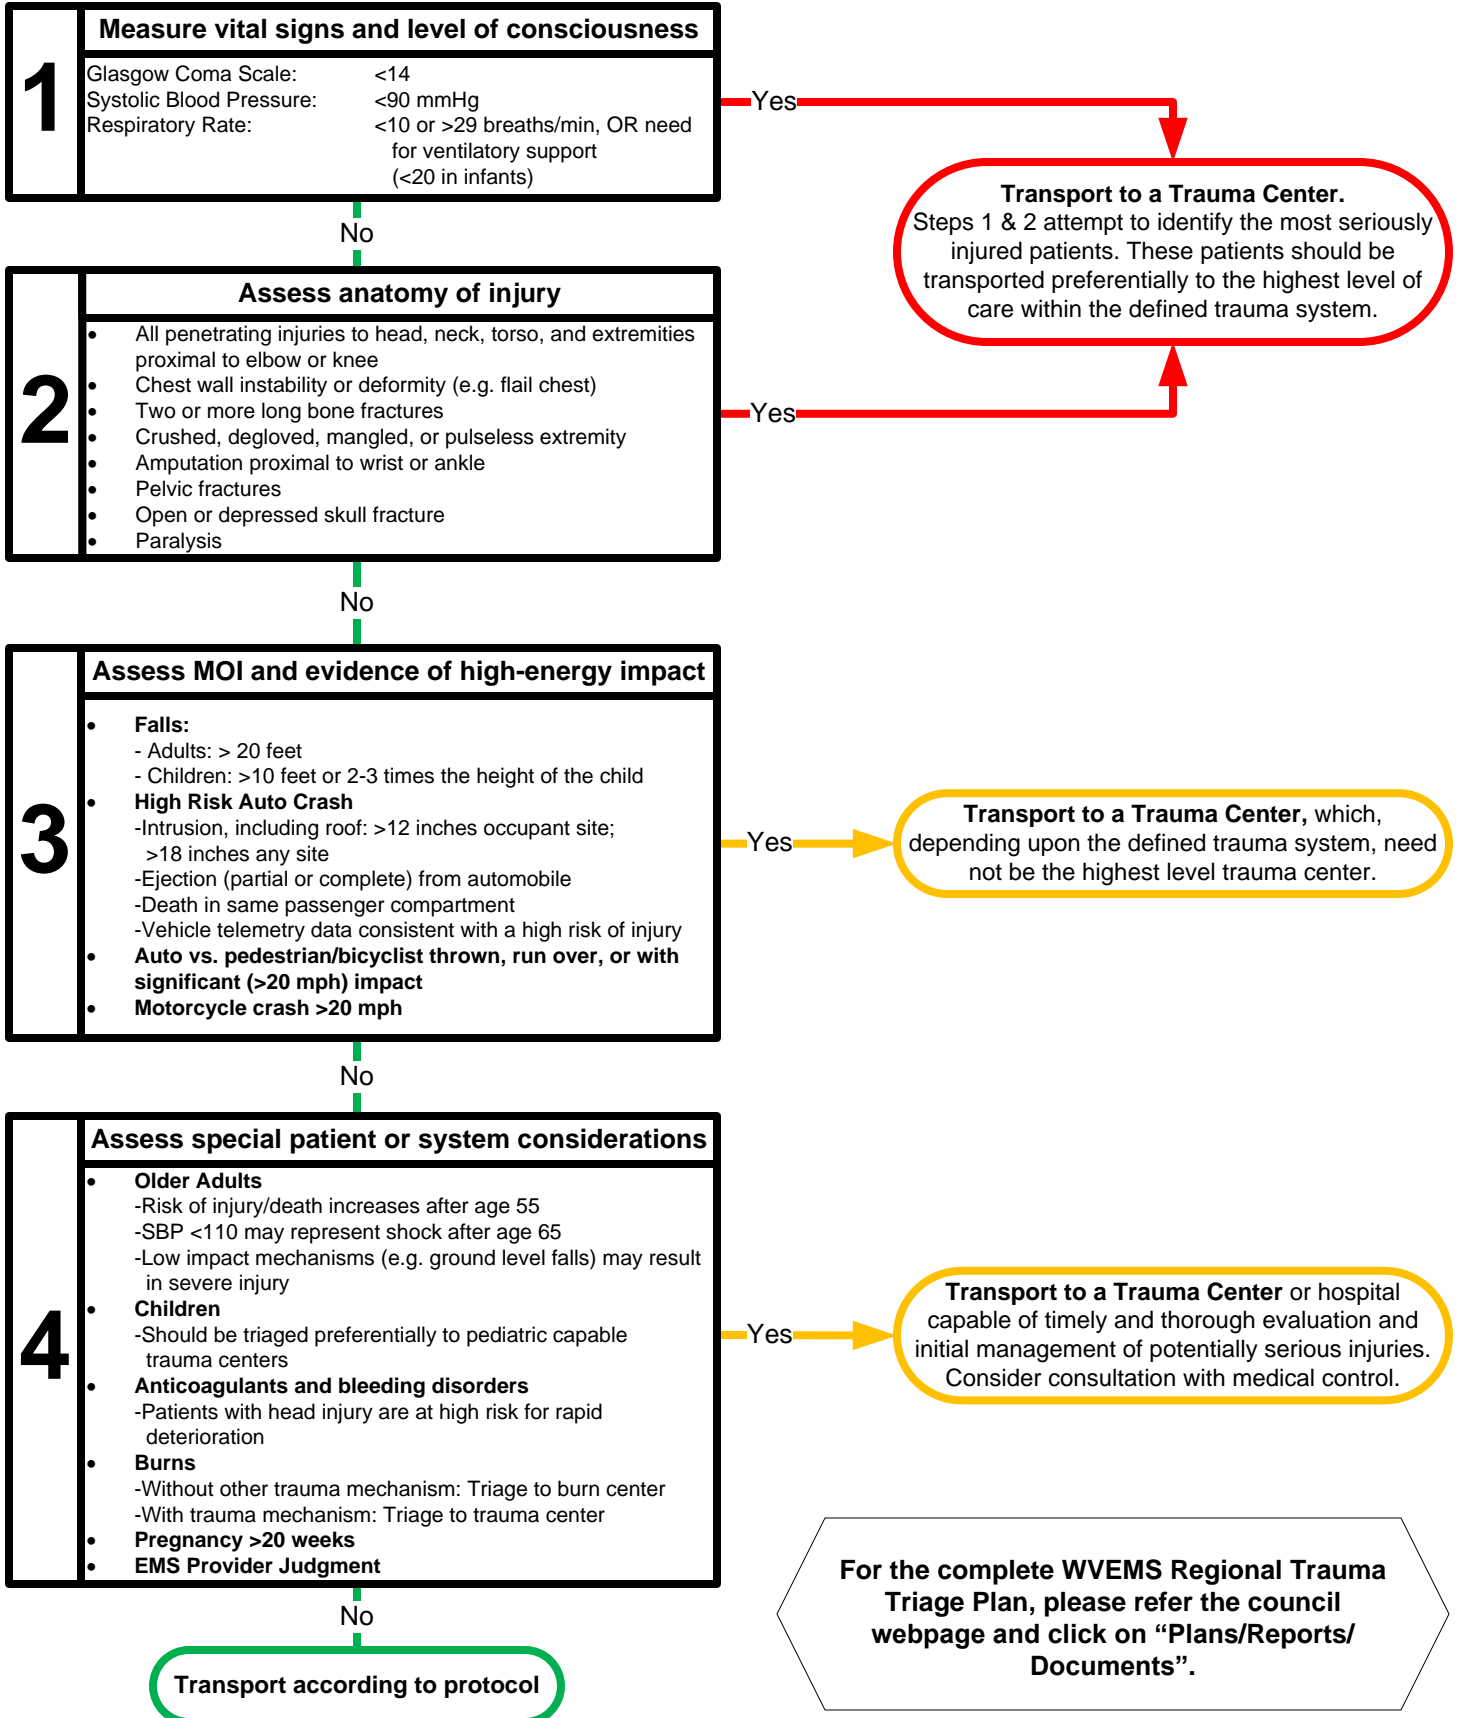 Measure vital signs and level of consciousness
1
Glasgow Coma Scale: <14
Systolic Blood Pressure: <90 mmHg
Respiratory Rate: <10 or >29 breaths/min, OR need
for ventilatory support
(<20 in infants)
Yes
Transport to a Trauma Center.
Steps 1 & 2 attempt to identify the most seriously
injured patients. These patients should be
transported preferentially to the highest level of
care within the defined trauma system.
No
Assess anatomy of injury
2
• All penetrating injuries to head, neck, torso, and extremities
proximal to elbow or knee
• Chest wall instability or deformity (e.g. flail chest)
• Two or more long bone fractures
• Crushed, degloved, mangled, or pulseless extremity
• Amputation proximal to wrist or ankle
• Pelvic fractures
• Open or depressed skull fracture
• Paralysis
Yes
No
Assess MOI and evidence of high-energy impact
3
• Falls:
- Adults: > 20 feet
- Children: >10 feet or 2-3 times the height of the child
• High Risk Auto Crash
-Intrusion, including roof: >12 inches occupant site;
>18 inches any site
-Ejection (partial or complete) from automobile
-Death in same passenger compartment
-Vehicle telemetry data consistent with a high risk of injury
• Auto vs. pedestrian/bicyclist thrown, run over, or with
significant (>20 mph) impact
• Motorcycle crash >20 mph
Yes
Transport to a Trauma Center, which,
depending upon the defined trauma system, need
not be the highest level trauma center.
No
Assess special patient or system considerations
4
• Older Adults
-Risk of injury/death increases after age 55
-SBP <110 may represent shock after age 65
-Low impact mechanisms (e.g. ground level falls) may result
in severe injury
• Children
-Should be triaged preferentially to pediatric capable
trauma centers
• Anticoagulants and bleeding disorders
-Patients with head injury are at high risk for rapid
deterioration
• Burns
-Without other trauma mechanism: Triage to burn center
-With trauma mechanism: Triage to trauma center
• Pregnancy >20 weeks
• EMS Provider Judgment
Yes
Transport to a Trauma Center or hospital
capable of timely and thorough evaluation and
initial management of potentially serious injuries.
Consider consultation with medical control.
No
Transport according to protocol
For the complete WVEMS Regional Trauma
Triage Plan, please refer the council
webpage and click on “Plans/Reports/
Documents”.